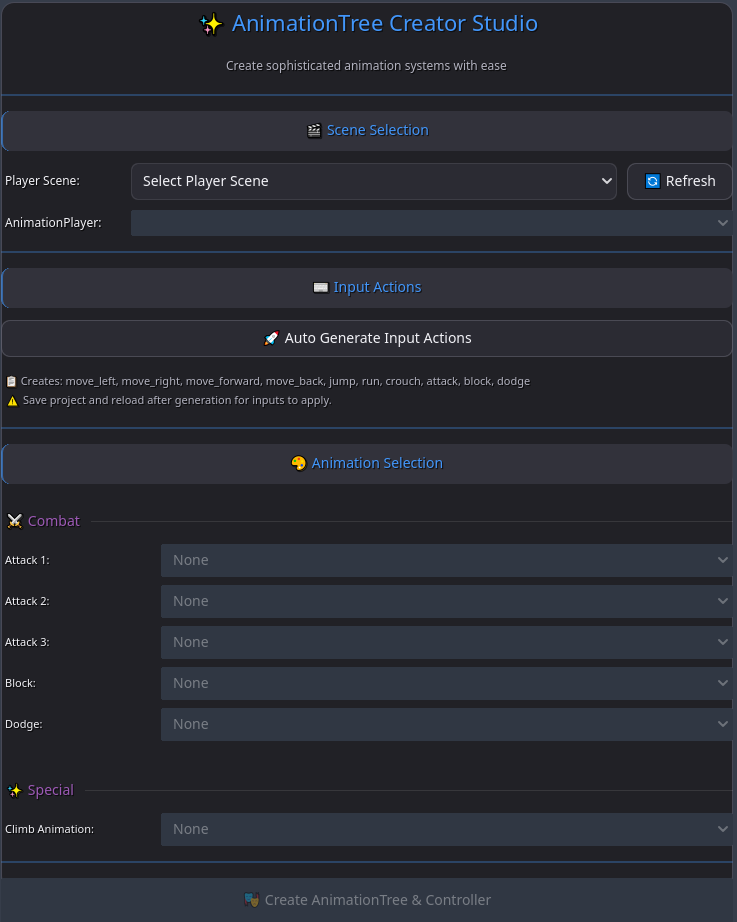 ✨ AnimationTree Creator Studio
Create sophisticated animation systems with ease
🎬 Scene Selection
Player Scene: Select Player Scene 🔄 Refresh
AnimationPlayer:
⌨️ Input Actions
🚀 Auto Generate Input Actions
📋 Creates: move_left, move_right, move_forward, move_back, jump, run, crouch, attack, block, dodge
⚠️ Save project and reload after generation for inputs to apply.
🎨 Animation Selection
⚔️ Combat
Attack 1: None
Attack 2: None
Attack 3: None
Block: None
Dodge: None
✨ Special
Climb Animation: None
🎭 Create AnimationTree & Controller